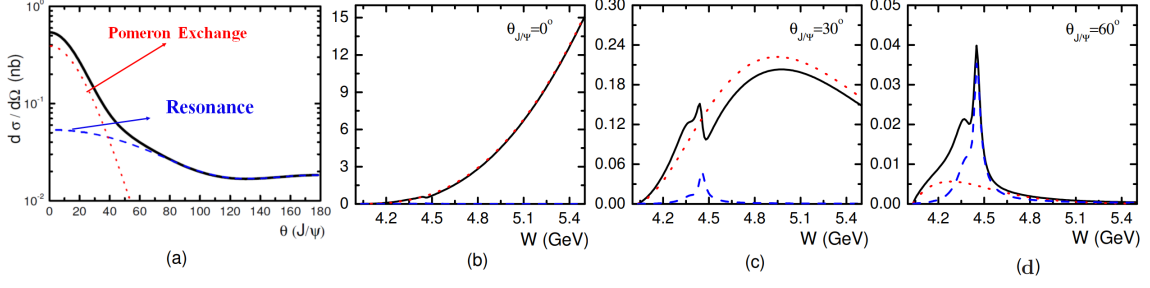 dσ/dΩ (nb)
10⁰
10⁻¹
10⁻²
Pomeron Exchange
Resonance
0 20 40 60 80 100 120 140 160 180
θ (J/ψ)
(a)
15
12
9
6
3
0
θJ/Ψ=0°
4.2 4.5 4.8 5.1 5.4
W (GeV)
(b)
0.30
0.24
0.18
0.12
0.06
0.00
θJ/Ψ=30°
4.2 4.5 4.8 5.1 5.4
W (GeV)
(c)
0.05
0.04
0.03
0.02
0.01
0.00
θJ/Ψ=60°
4.2 4.5 4.8 5.1 5.4
W (GeV)
(d)